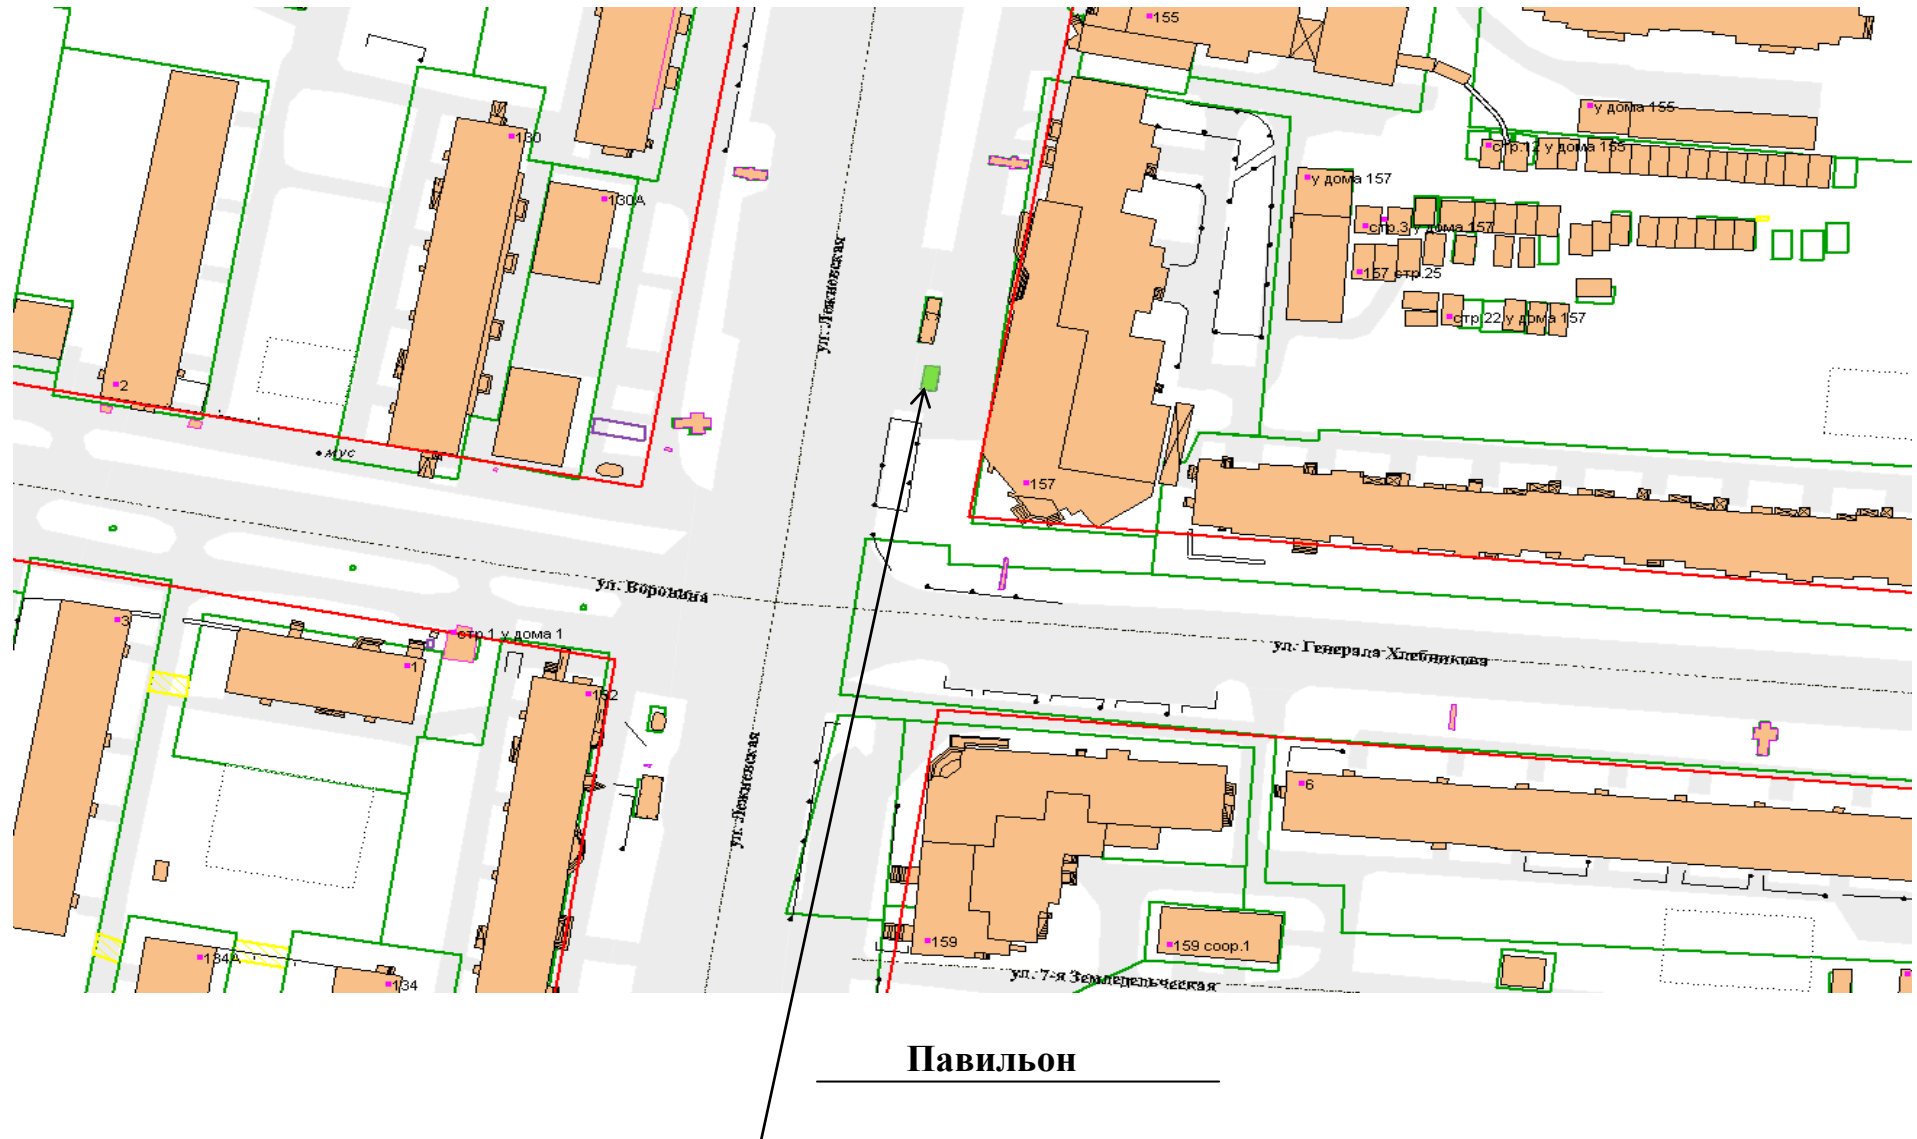 155
у дома 155
130
стр.12 у дома 155
у дома 157
130А
стр.3 у дома 157
157 стр.25
ул. Лежневская
стр.22 у дома 157
2
мус
157
ул. Воронина
3
стр.1 у дома 1
ул. Генерала Хлебникова
1
132
ул. Лежневская
6
159
159 соор.1
134А
ул. 7-я Земледельческая
134
Павильон